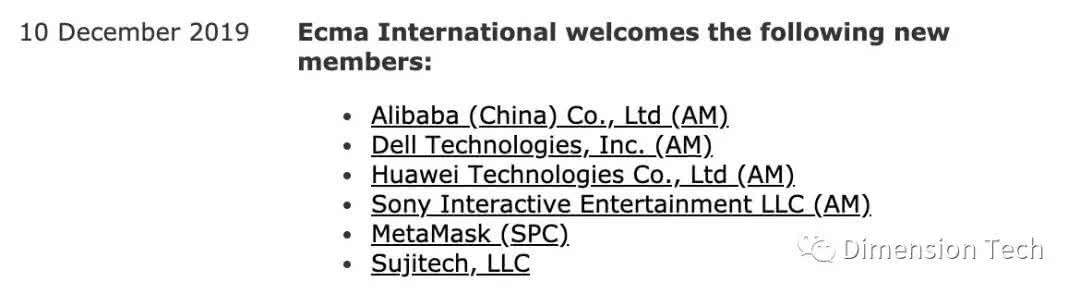 10 December 2019
Ecma International welcomes the following new
members:
• Alibaba (China) Co., Ltd (AM)
• Dell Technologies, Inc. (AM)
• Huawei Technologies Co., Ltd (AM)
• Sony Interactive Entertainment LLC (AM)
• MetaMask (SPC)
• Sujitech, LLC
Dimension Tech